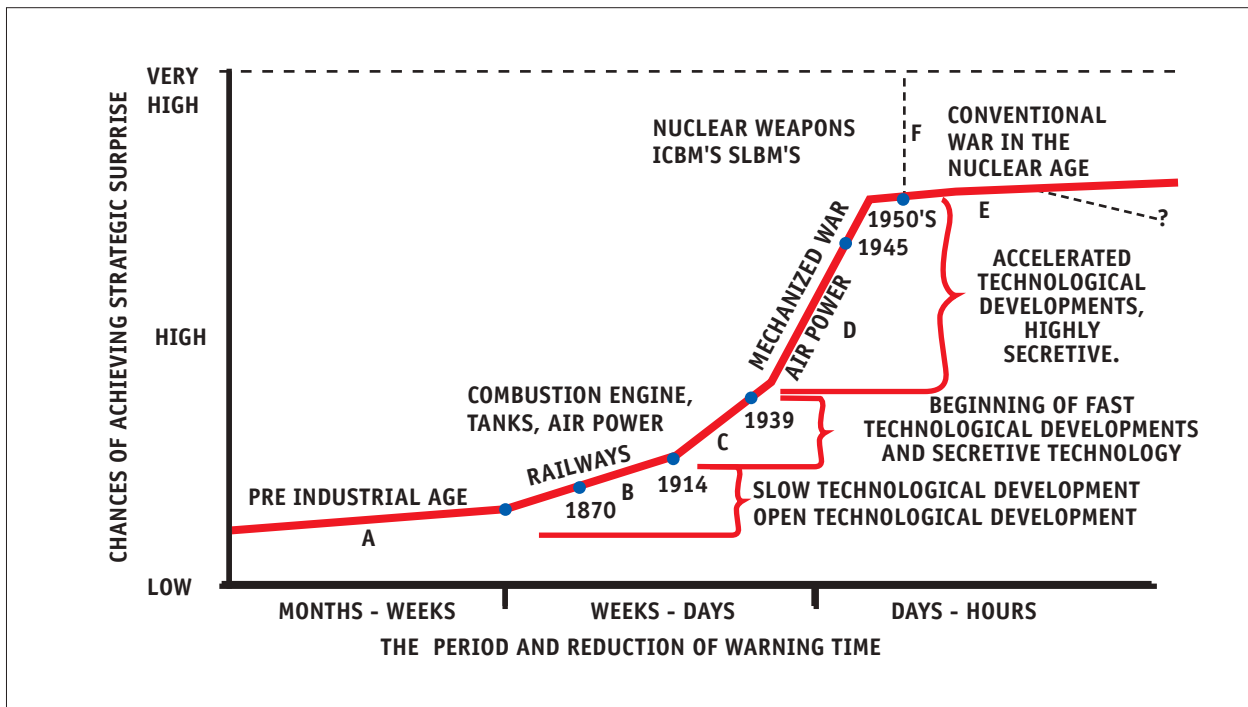 CHANCES OF ACHIEVING STRATEGIC SURPRISE
VERY
HIGH
HIGH
LOW
NUCLEAR WEAPONS
ICBM'S SLBM'S
F
CONVENTIONAL
WAR IN THE
NUCLEAR AGE
1950'S
E
?
1945
MECHANIZED WAR
AIR POWER
D
ACCELERATED
TECHNOLOGICAL
DEVELOPMENTS,
HIGHLY
SECRETIVE.
COMBUSTION ENGINE,
TANKS, AIR POWER
1939
C
BEGINNING OF FAST
TECHNOLOGICAL DEVELOPMENTS
AND SECRETIVE TECHNOLOGY
RAILWAYS
B
1914
1870
SLOW TECHNOLOGICAL DEVELOPMENT
OPEN TECHNOLOGICAL DEVELOPMENT
PRE INDUSTRIAL AGE
A
MONTHS - WEEKS
WEEKS - DAYS
DAYS - HOURS
THE PERIOD AND REDUCTION OF WARNING TIME